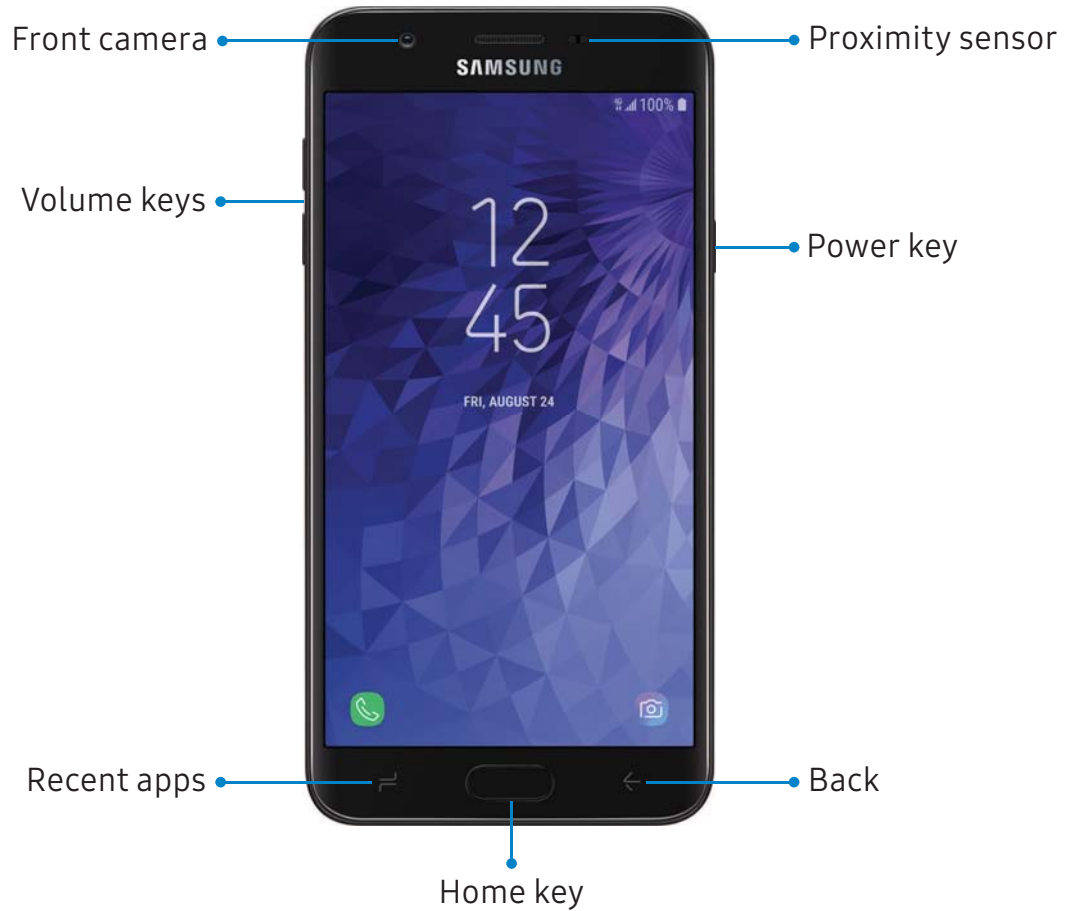 Front camera
Proximity sensor
SAMSUNG
100%
Volume keys
12
45
Power key
FRI, AUGUST 24
Recent apps
Back
Home key